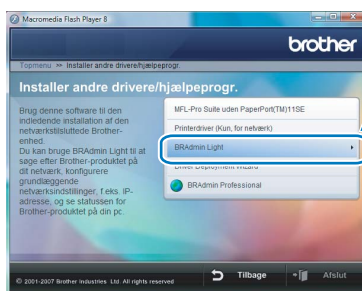 Macromedia Flash Player 8
brother
Topmenu >> Installer andre drivere/hjælpeprogr.
Installer andre drivere/hjælpeprogr.
Brug denne software til den
indledende installation af den
netværkstilsluttede Brother-
enhed.
Du kan bruge BRAdmin Light til at
søge efter Brother-produktet på
dit netværk, konfigurere
grundlæggende
netværksindstillinger, f.eks. IP-
adresse, og se statussen for
Brother-produktet på din pc.
MFL-Pro Suite uden PaperPort(TM)11SE
Printerdriver (Kun, for netværk)
BRAdmin Light
Driver Deployment Wizard
BRAdmin Professional
© 2001-2007 Brother Industries Ltd. All rights reserved
Tilbage
Afslut